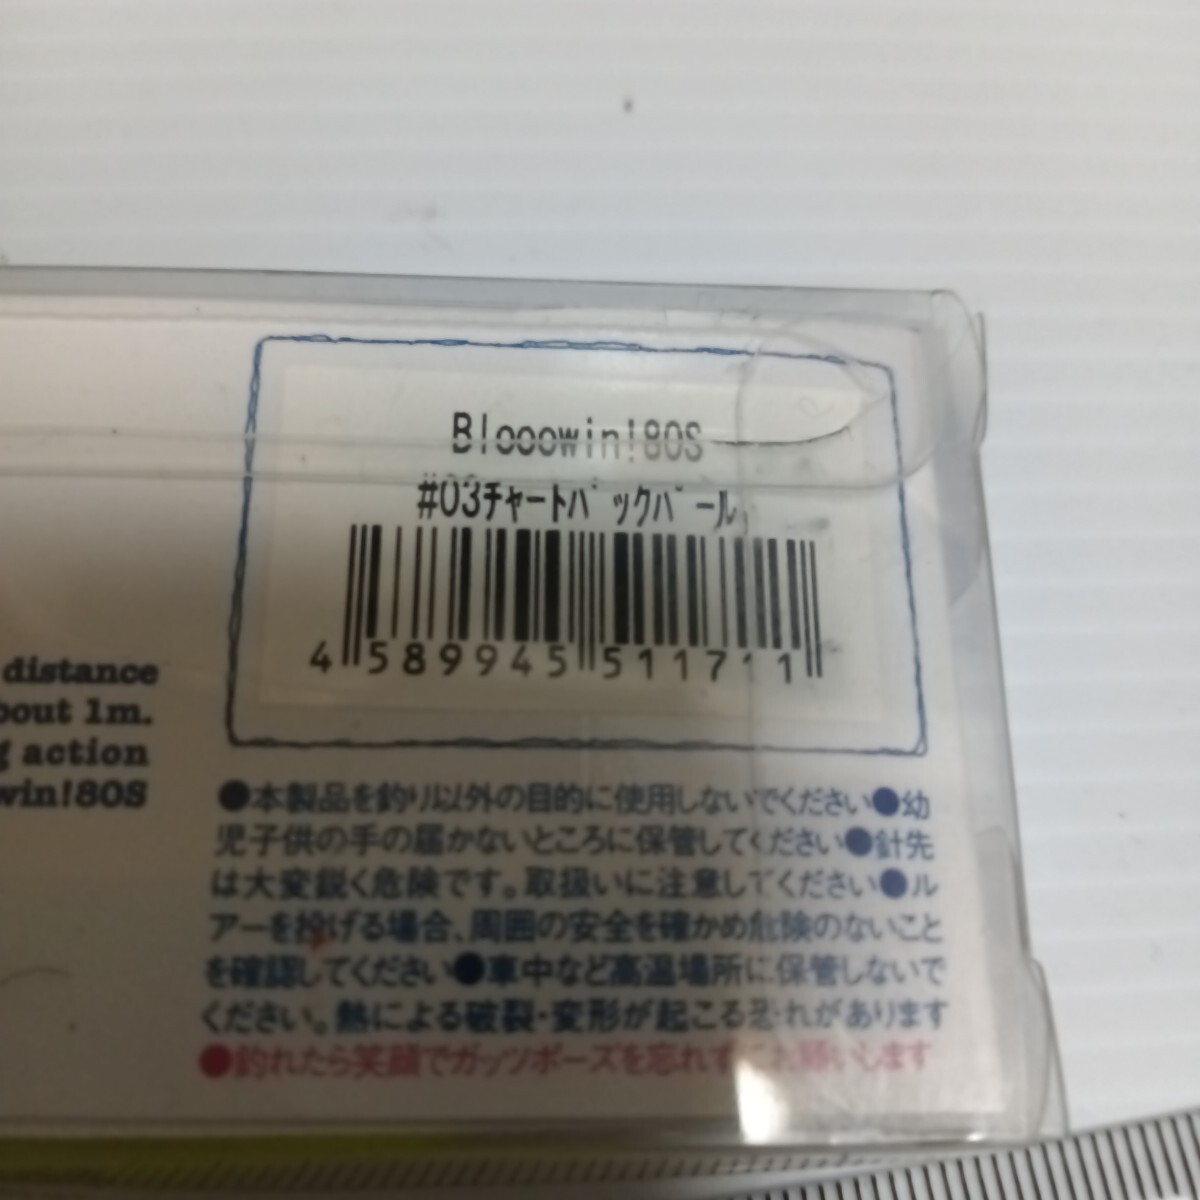 Blooowin!80S
#03ﾁｬｰﾄﾊﾞｯｸﾊﾟｰﾙ
4 589945 511711
distance
bout 1m.
g action
win!80S
●本製品を釣り以外の目的に使用しないでください●幼
児子供の手の届かないところに保管してください●針先
は大変鋭く危険です。取扱いに注意してください●ル
アーを投げる場合、周囲の安全を確かめ危険のないこと
を確認してください●車中など高温場所に保管しないで
ください。熱による破裂・変形が起こる恐れがあります
●釣れたら笑顔でガッツポーズを忘れずにお願いします